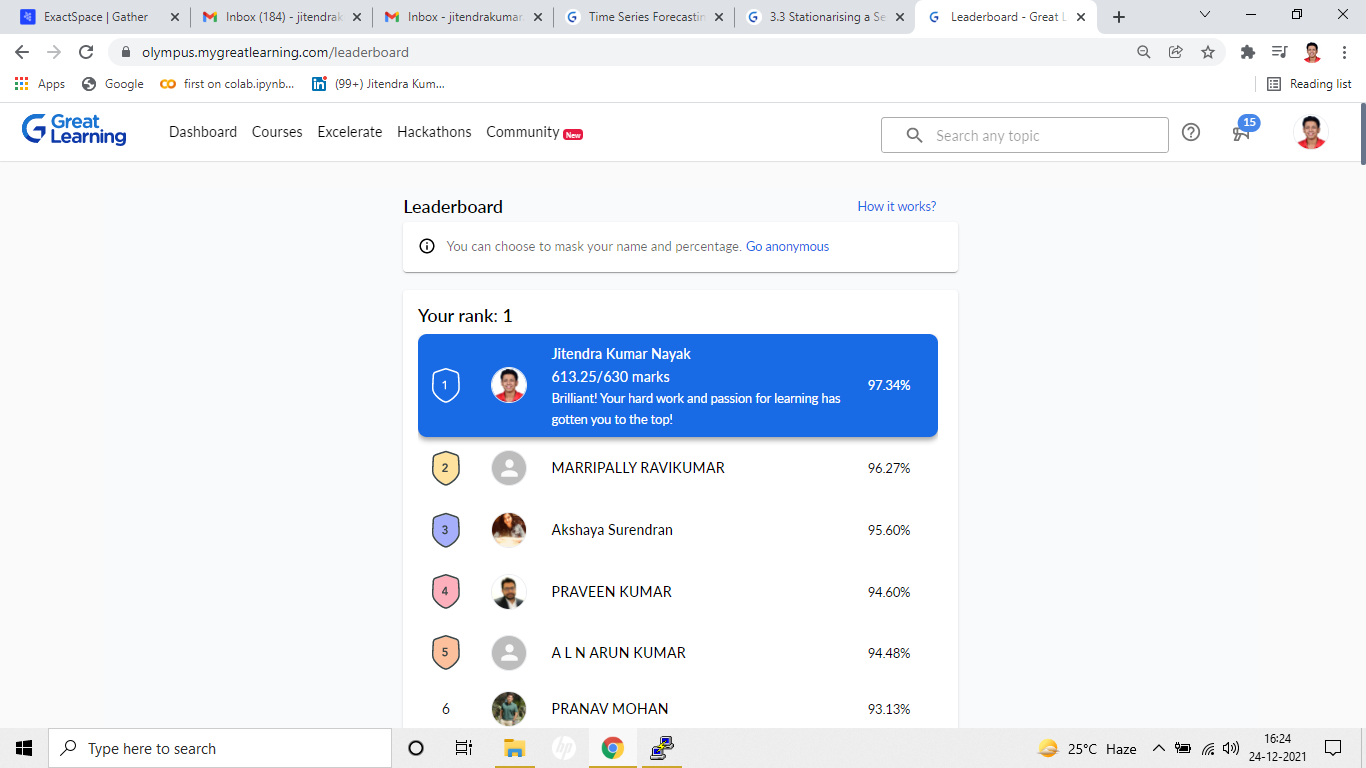 ExactSpace | Gather
Inbox (184) - jitendrak
Inbox - jitendrakumar
Time Series Forecastin
3.3 Stationarising a Se
Leaderboard - Great L
olympus.mygreatlearning.com/leaderboard
Apps
Google
first on colab.ipynb...
(99+) Jitendra Kum...
Reading list
Great
Learning
Dashboard
Courses
Excelerate
Hackathons
Community New
Search any topic
15
Leaderboard
How it works?
You can choose to mask your name and percentage. Go anonymous
Your rank: 1
Jitendra Kumar Nayak
613.25/630 marks
1
97.34%
Brilliant! Your hard work and passion for learning has
gotten you to the top!
2 MARRIPALLY RAVIKUMAR 96.27%
3 Akshaya Surendran 95.60%
4 PRAVEEN KUMAR 94.60%
5 A L N ARUN KUMAR 94.48%
6 PRANAV MOHAN 93.13%
Type here to search
hp
25°C Haze
16:24
24-12-2021